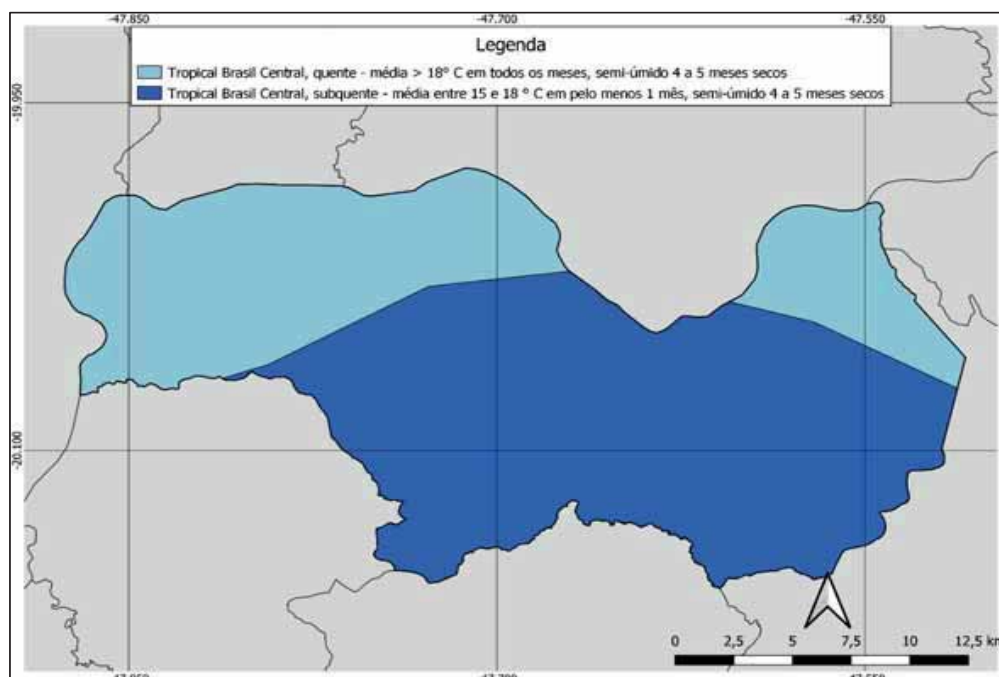 -47.850 -47.700 -47.550
Legenda
Tropical Brasil Central, quente - média > 18° C em todos os meses, semi-úmido 4 a 5 meses secos
Tropical Brasil Central, subquente - média entre 15 e 18 ° C em pelo menos 1 mês, semi-úmido 4 a 5 meses secos
-19.950
-20.100
0 2,5 5 7,5 10 12,5 km